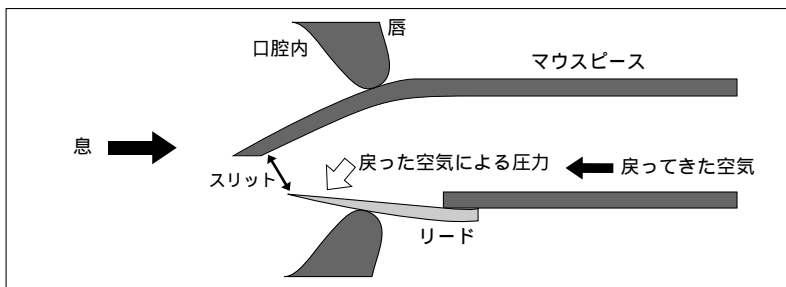 唇
口腔内
マウスピース
息
スリット
戻った空気による圧力
戻ってきた空気
リード